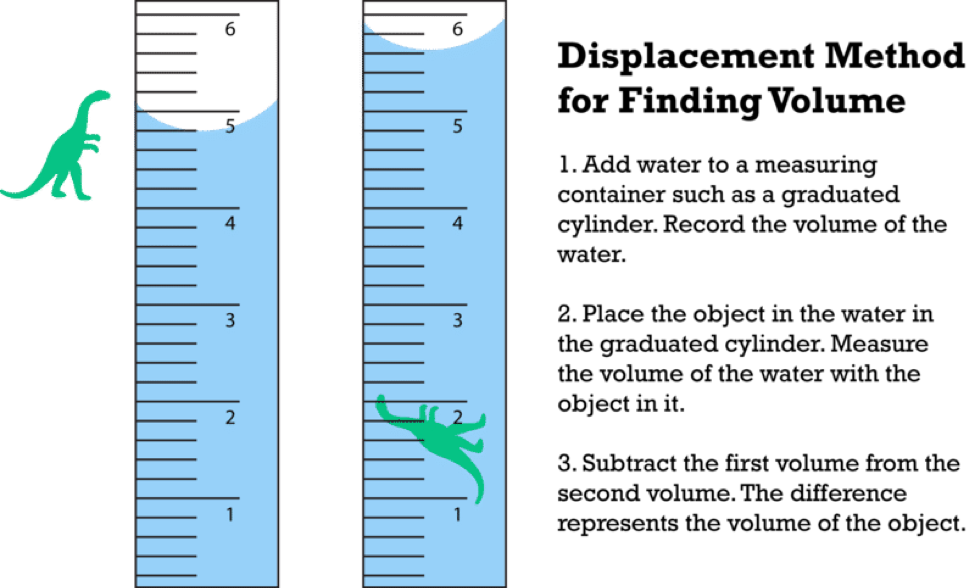 6
5
4
3
2
1
6
5
4
3
2
1
Displacement Method
for Finding Volume
1. Add water to a measuring
container such as a graduated
cylinder. Record the volume of the
water.
2. Place the object in the water in
the graduated cylinder. Measure
the volume of the water with the
object in it.
3. Subtract the first volume from the
second volume. The difference
represents the volume of the object.